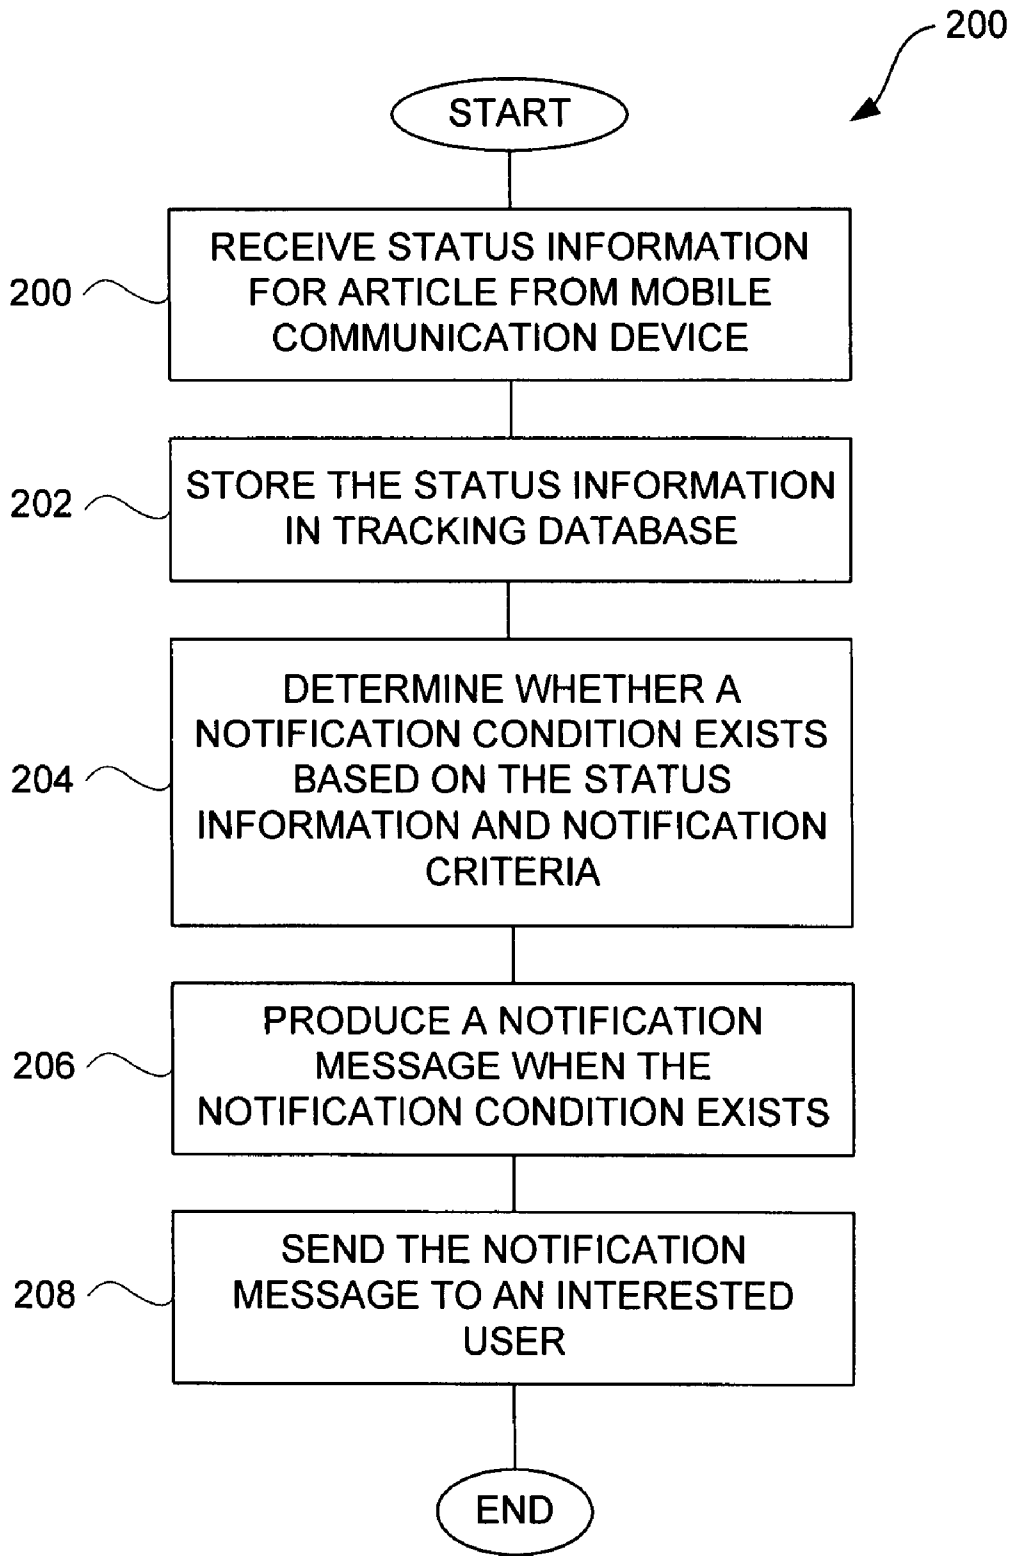 200
START
200
RECEIVE STATUS INFORMATION
FOR ARTICLE FROM MOBILE
COMMUNICATION DEVICE
202
STORE THE STATUS INFORMATION
IN TRACKING DATABASE
204
DETERMINE WHETHER A
NOTIFICATION CONDITION EXISTS
BASED ON THE STATUS
INFORMATION AND NOTIFICATION
CRITERIA
206
PRODUCE A NOTIFICATION
MESSAGE WHEN THE
NOTIFICATION CONDITION EXISTS
208
SEND THE NOTIFICATION
MESSAGE TO AN INTERESTED
USER
END